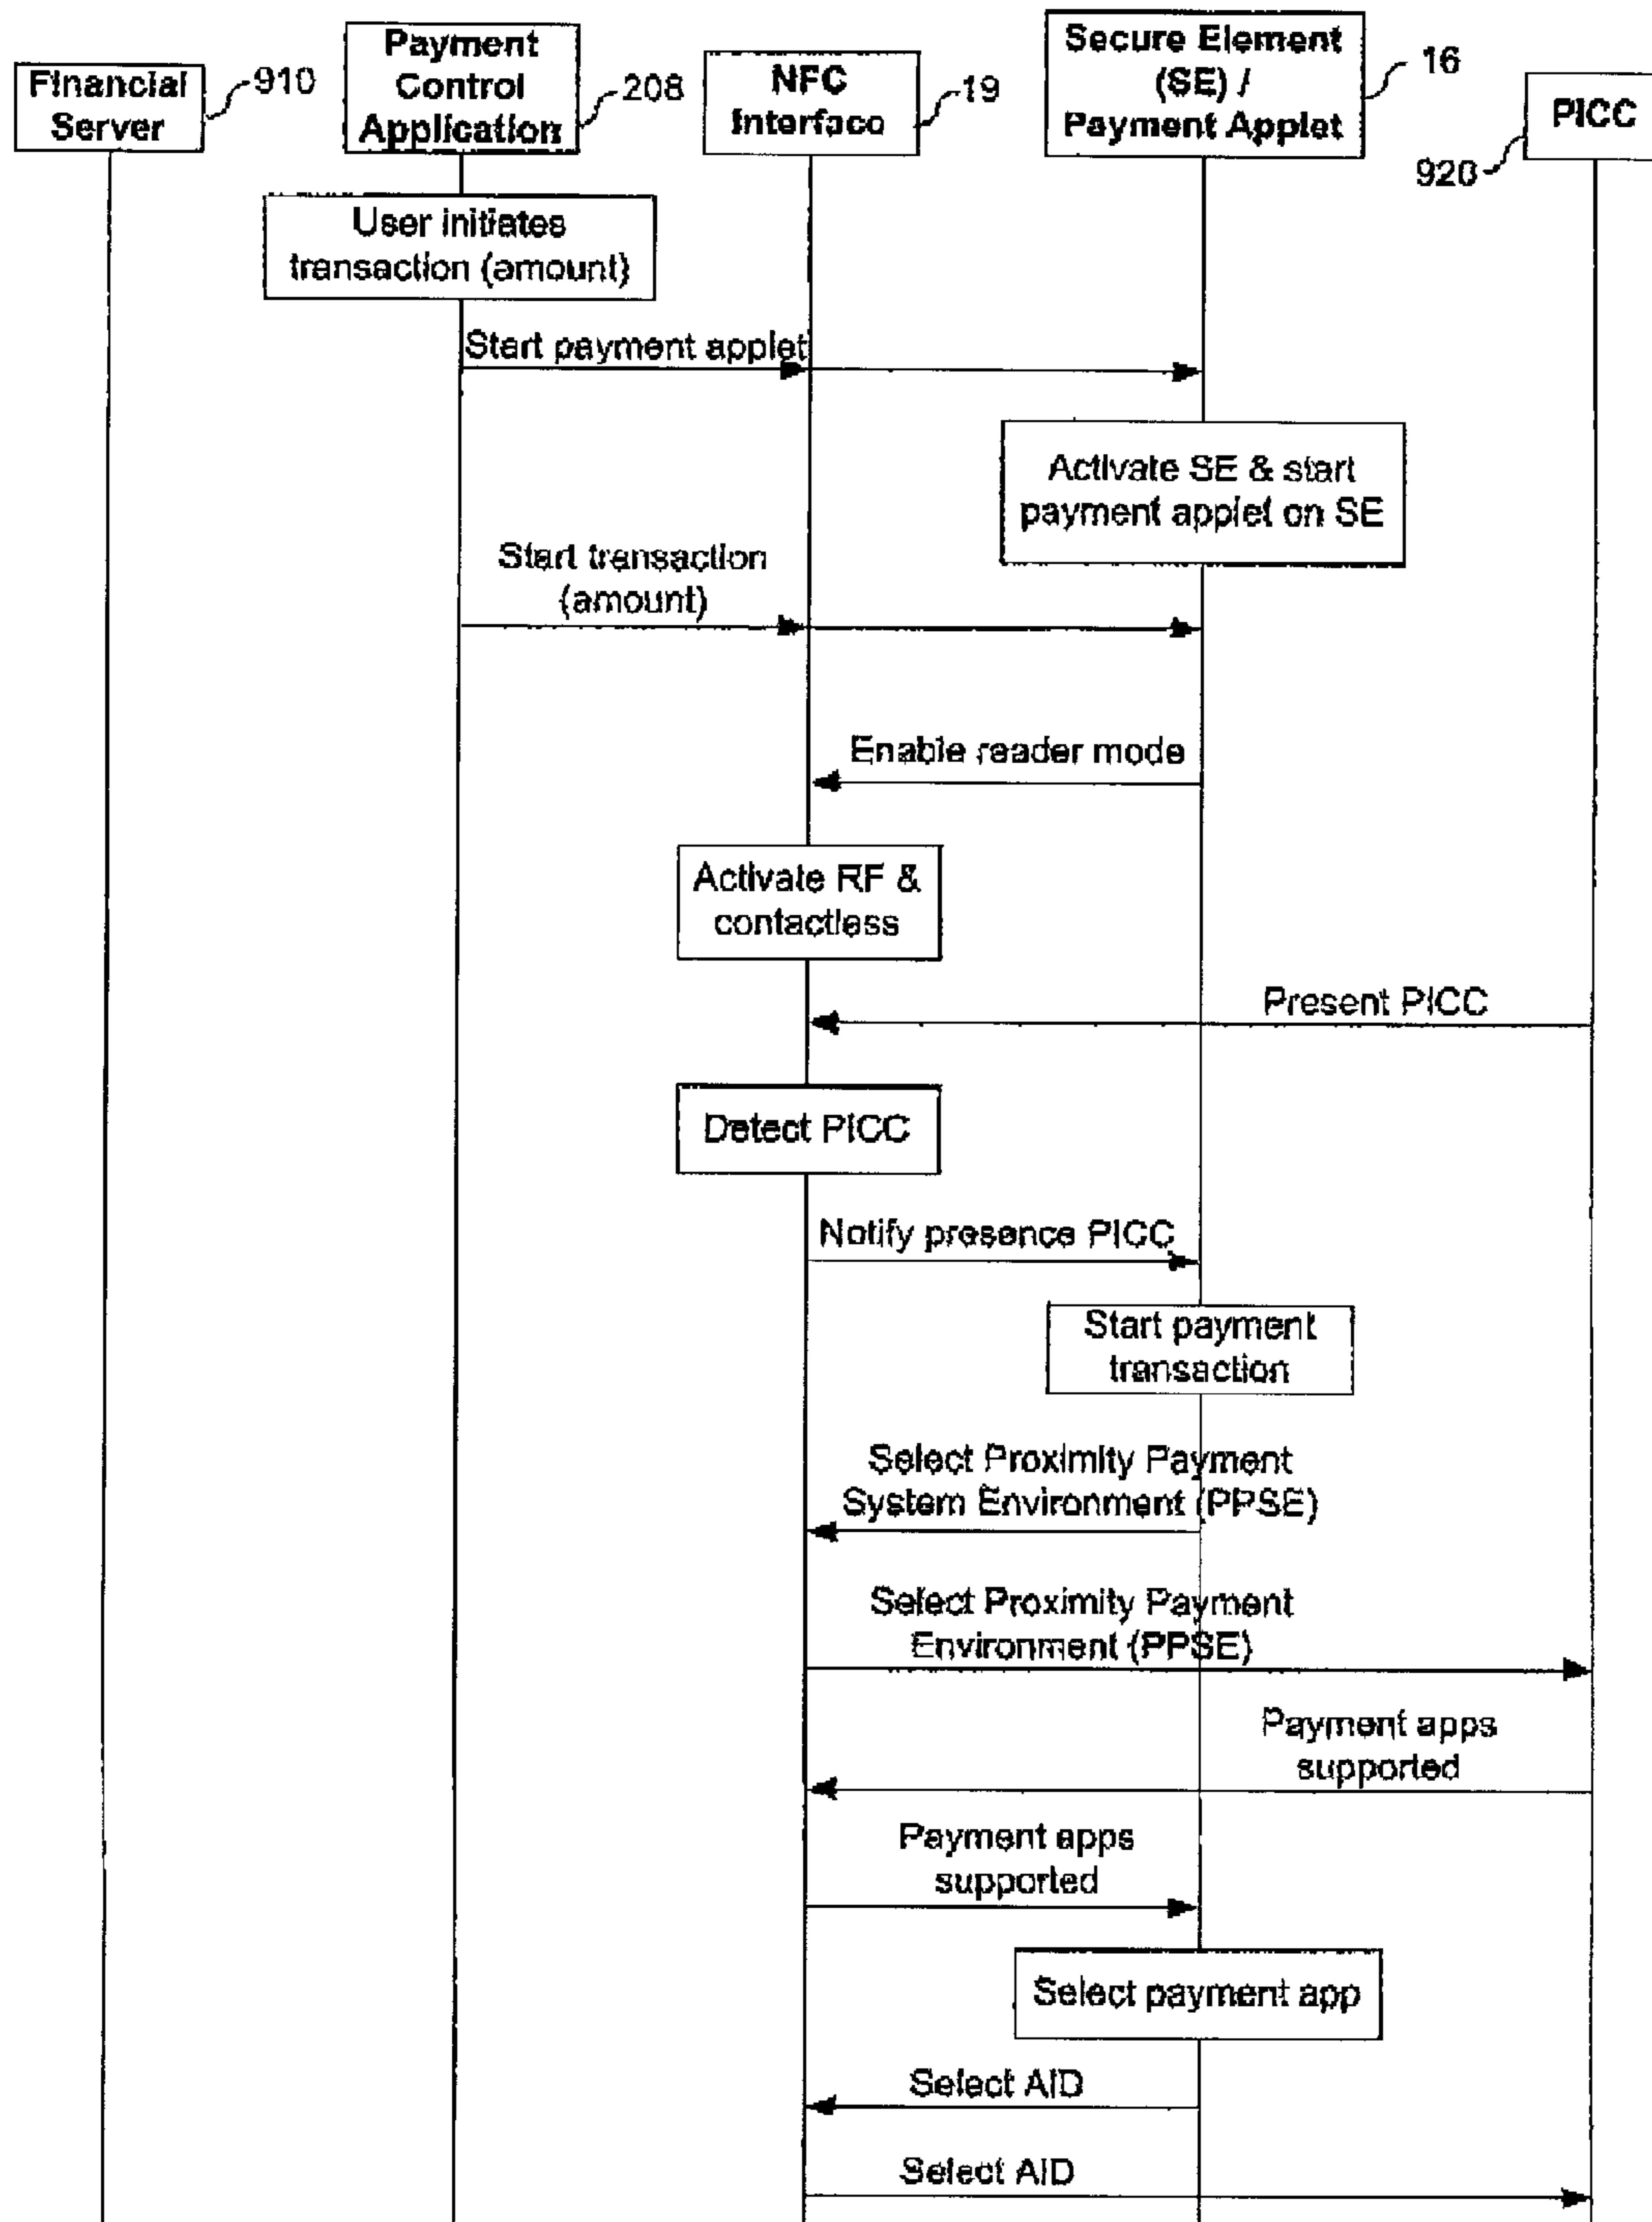 Financial
Server
910
Payment
Control
Application
208
NFC
Interface
19
Secure Element
(SE) /
Payment Applet
16
PICC
920
User initiates
transaction (amount)
Start payment applet
Activate SE & start
payment applet on SE
Start transaction
(amount)
Enable reader mode
Activate RF &
contactless
Present PICC
Detect PICC
Notify presence PICC
Start payment
transaction
Select Proximity Payment
System Environment (PPSE)
Select Proximity Payment
Environment (PPSE)
Payment apps
supported
Payment apps
supported
Select payment app
Select AID
Select AID